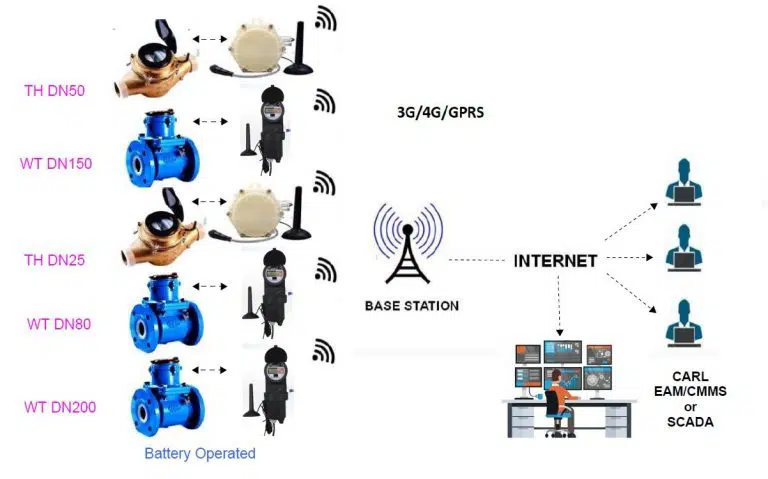 TH DN50
3G/4G/GPRS
WT DN150
TH DN25
INTERNET
BASE STATION
WT DN80
CARL
EAM/CMMS
or
SCADA
WT DN200
Battery Operated